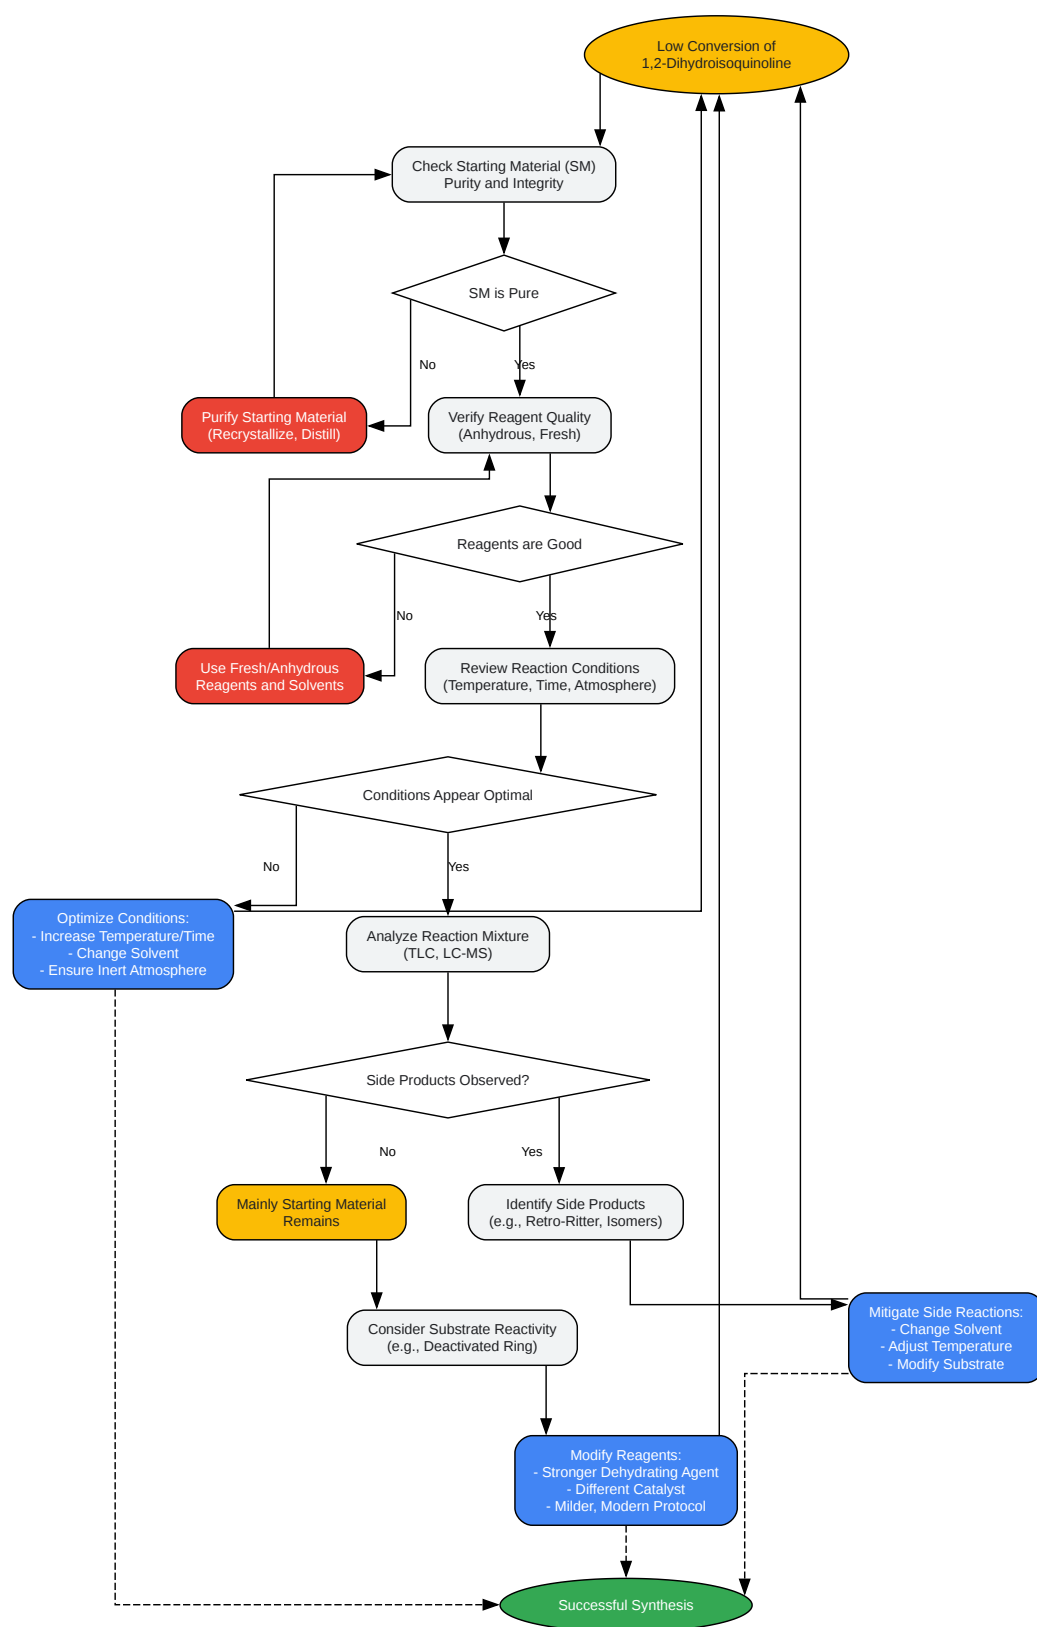 Low Conversion of
1,2-Dihydroisoquinoline
Check Starting Material (SM)
Purity and Integrity
SM is Pure
No
Yes
Purify Starting Material
(Recrystallize, Distill)
Verify Reagent Quality
(Anhydrous, Fresh)
Reagents are Good
No
Yes
Use Fresh/Anhydrous
Reagents and Solvents
Review Reaction Conditions
(Temperature, Time, Atmosphere)
Conditions Appear Optimal
No
Yes
Optimize Conditions:
- Increase Temperature/Time
- Change Solvent
- Ensure Inert Atmosphere
Analyze Reaction Mixture
(TLC, LC-MS)
Side Products Observed?
No
Yes
Mainly Starting Material
Remains
Identify Side Products
(e.g., Retro-Ritter, Isomers)
Consider Substrate Reactivity
(e.g., Deactivated Ring)
Mitigate Side Reactions:
- Change Solvent
- Adjust Temperature
- Modify Substrate
Modify Reagents:
- Stronger Dehydrating Agent
- Different Catalyst
- Milder, Modern Protocol
Successful Synthesis